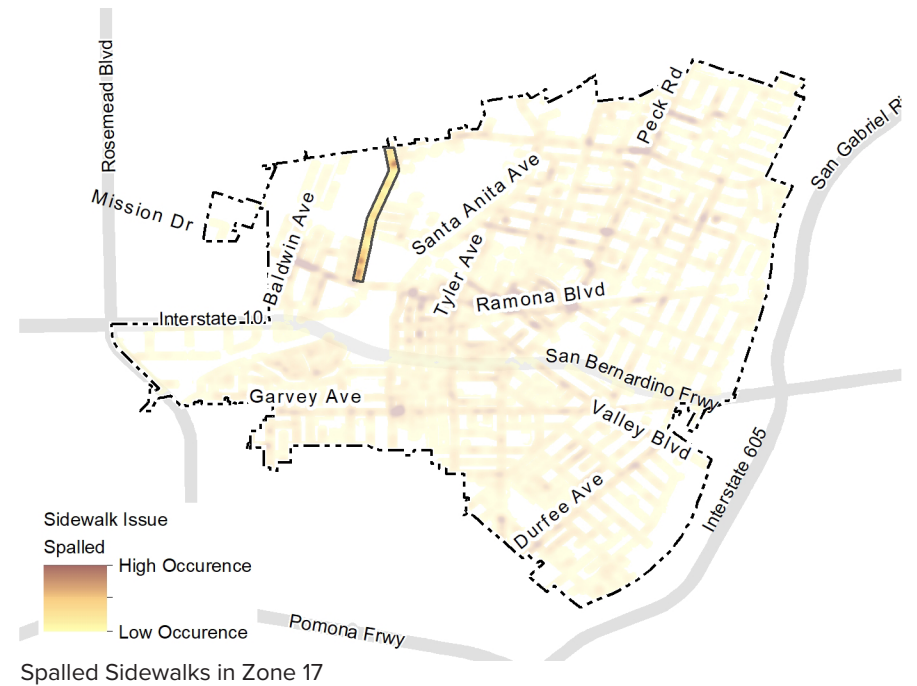 Rosemead Blvd
Mission Dr
Baldwin Ave
Santa Anita Ave
Tyler Ave
Peck Rd
San Gabriel Ri
Ramona Blvd
Interstate 10
San Bernardino Frwy
Garvey Ave
Valley Blvd
Interstate 605
Durfee Ave
Pomona Frwy
Sidewalk Issue
Spalled
High Occurence
Low Occurence
Spalled Sidewalks in Zone 17